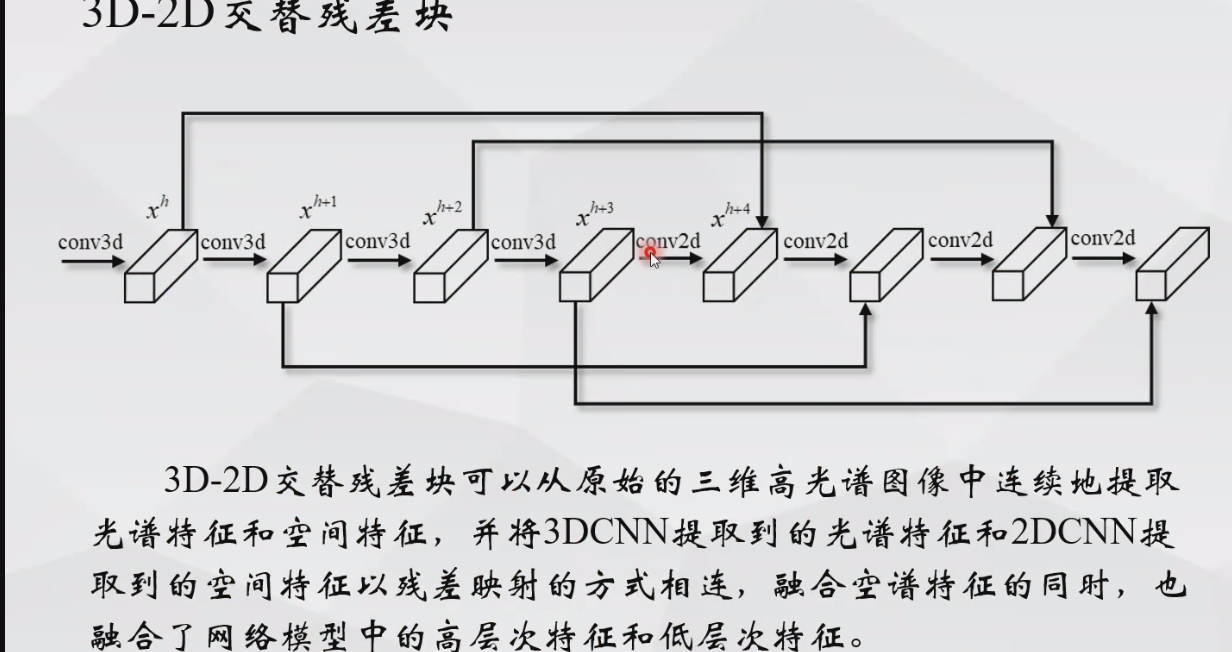 3D-2D交替残差块
x^h
x^{h+1}
x^{h+2}
x^{h+3}
x^{h+4}
conv3d conv3d conv3d conv3d conv2d conv2d conv2d conv2d
3D-2D交替残差块可以从原始的三维高光谱图像中连续地提取
光谱特征和空间特征，并将3DCNN提取到的光谱特征和2DCNN提
取到的空间特征以残差映射的方式相连，融合空谱特征的同时，也
融合了网络模型中的高层次特征和低层次特征。